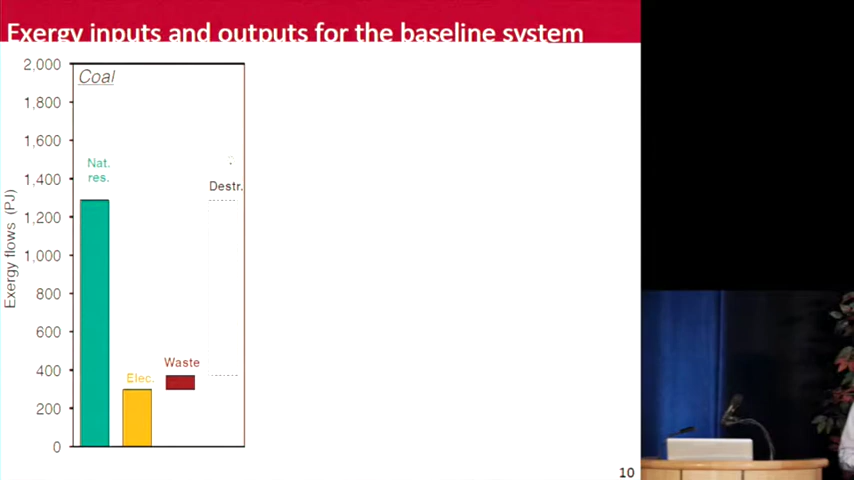 Exergy inputs and outputs for the baseline system
2,000
1,800
1,600
1,400
1,200
1,000
800
600
400
200
0
Exergy flows (PJ)
Coal
Nat.
res.
Elec.
Waste
Destr.
10